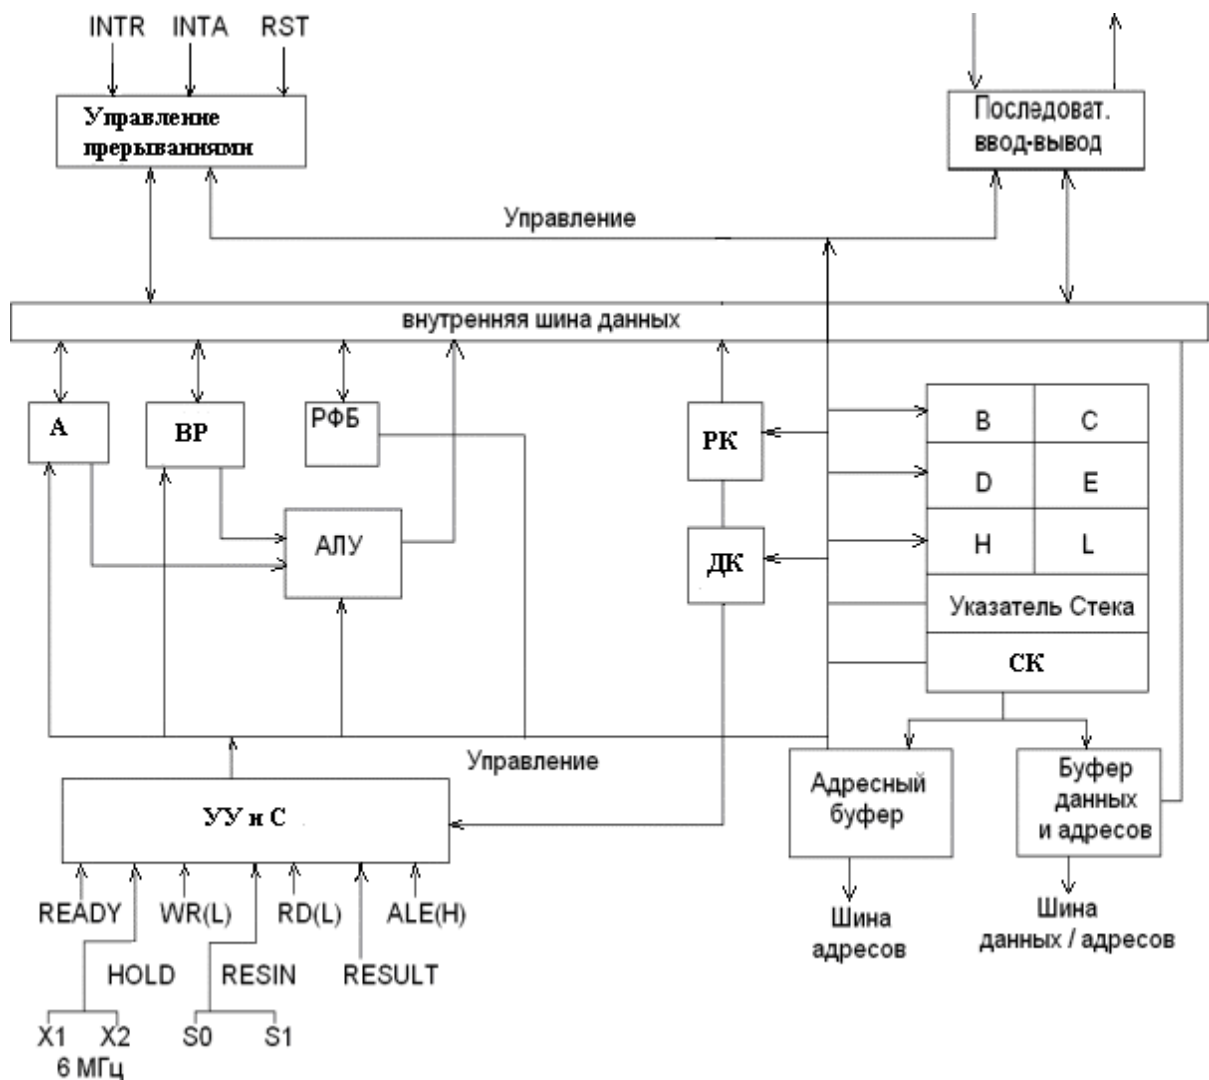 INTR INTA RST
Управление
прерываниями
Последоват.
ввод-вывод
Управление
внутренняя шина данных
А
ВР
РФБ
РК
B C
D E
H L
АЛУ
ДК
Указатель Стека
СК
Управление
УУ и С
Адресный
буфер
Буфер
данных
и адресов
READY WR(L) RD(L) ALE(H)
HOLD RESIN RESULT
Шина
адресов
Шина
данных / адресов
X1 X2 S0 S1
6 МГц